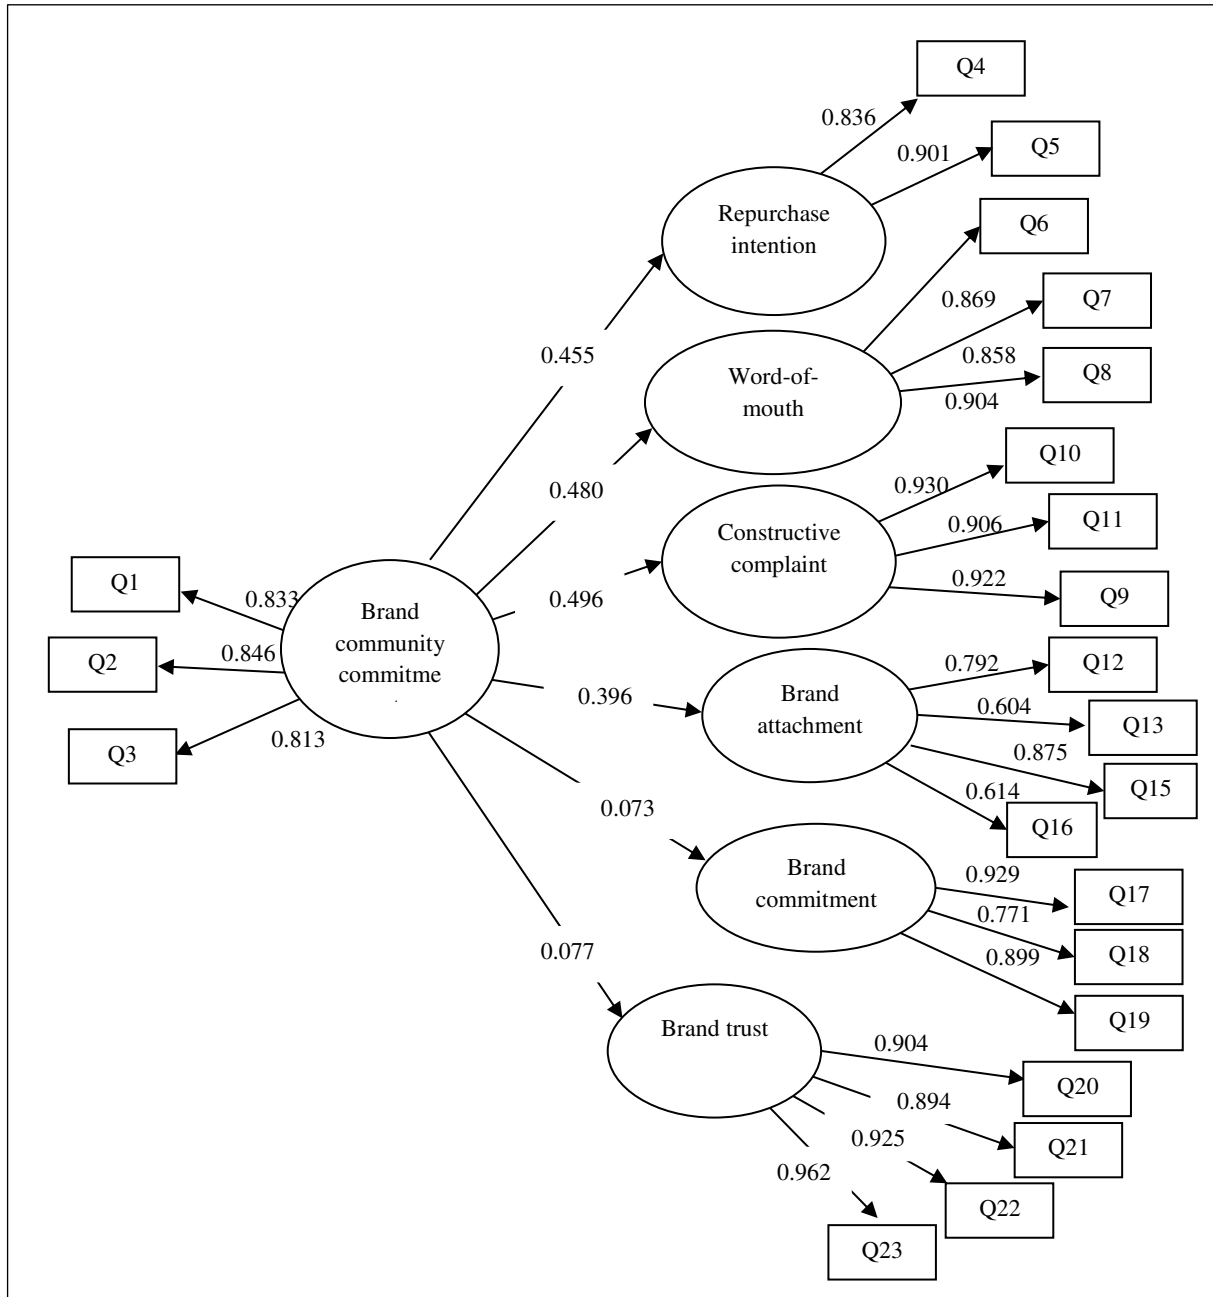 Q4
0.836
0.901
Q5
Repurchase
intention
Q6
0.869
Q7
0.455
0.858
Word-of-
mouth
Q8
0.904
Q10
0.930
0.480
Constructive
complaint
0.906
Q11
0.922
Q9
0.496
Q1
0.833
Brand
community
commitme
Q2
0.846
Q3
0.813
0.396
Brand
attachment
0.792
Q12
0.604
Q13
0.875
Q15
0.614
Q16
0.073
Brand
commitment
0.929
Q17
0.771
Q18
0.899
Q19
0.077
Brand trust
0.904
Q20
0.894
Q21
0.925
Q22
0.962
Q23